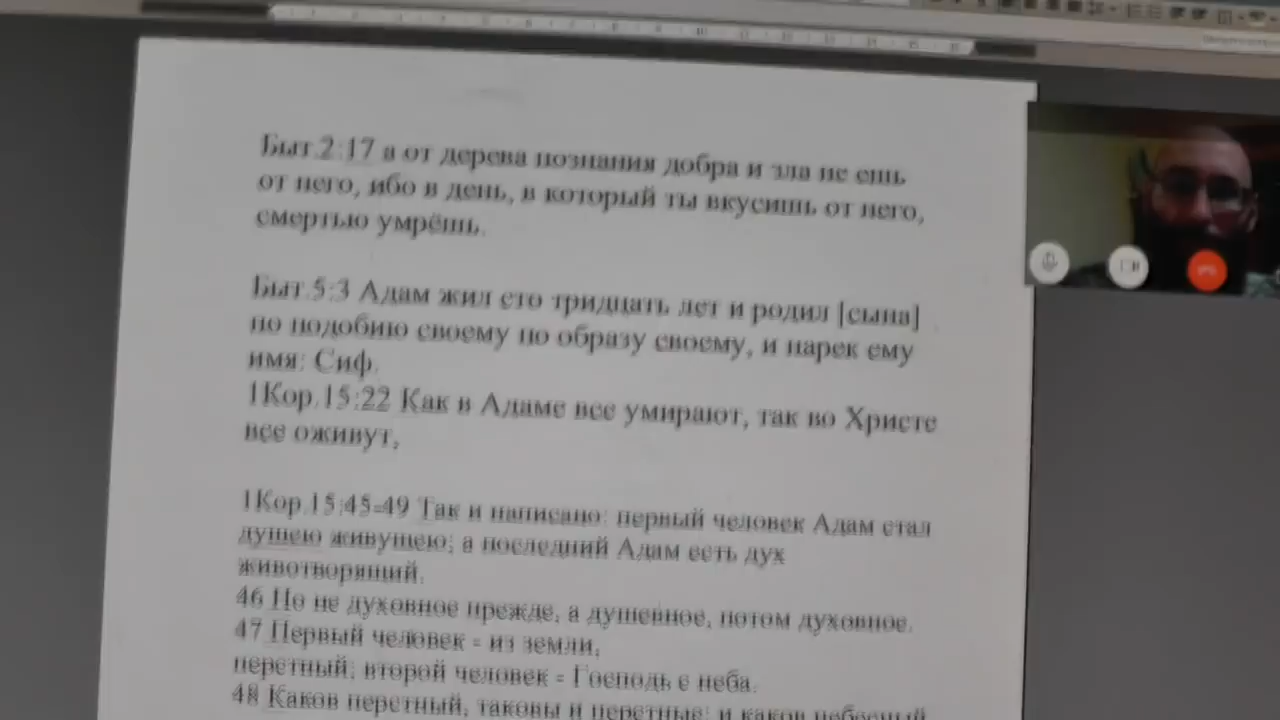 Быт.2:17 а от дерева познания добра и зла не ешь
от него, ибо в день, в который ты вкусишь от него,
смертью умрёшь.
Быт.5:3 Адам жил сто тридцать лет и родил [сына]
по подобию своему по образу своему, и нарек ему
имя: Сиф.
1Кор.15:22 Как в Адаме все умирают, так во Христе
все оживут,
1Кор.15:45-49 Так и написано: первый человек Адам стал
душею живущею; а последний Адам есть дух
животворящий.
46 Но не духовное прежде, а душевное, потом духовное.
47 Первый человек - из земли,
перстный; второй человек - Господь с неба.
48 Каков перстный, таковы и перстные; и каков небесный,